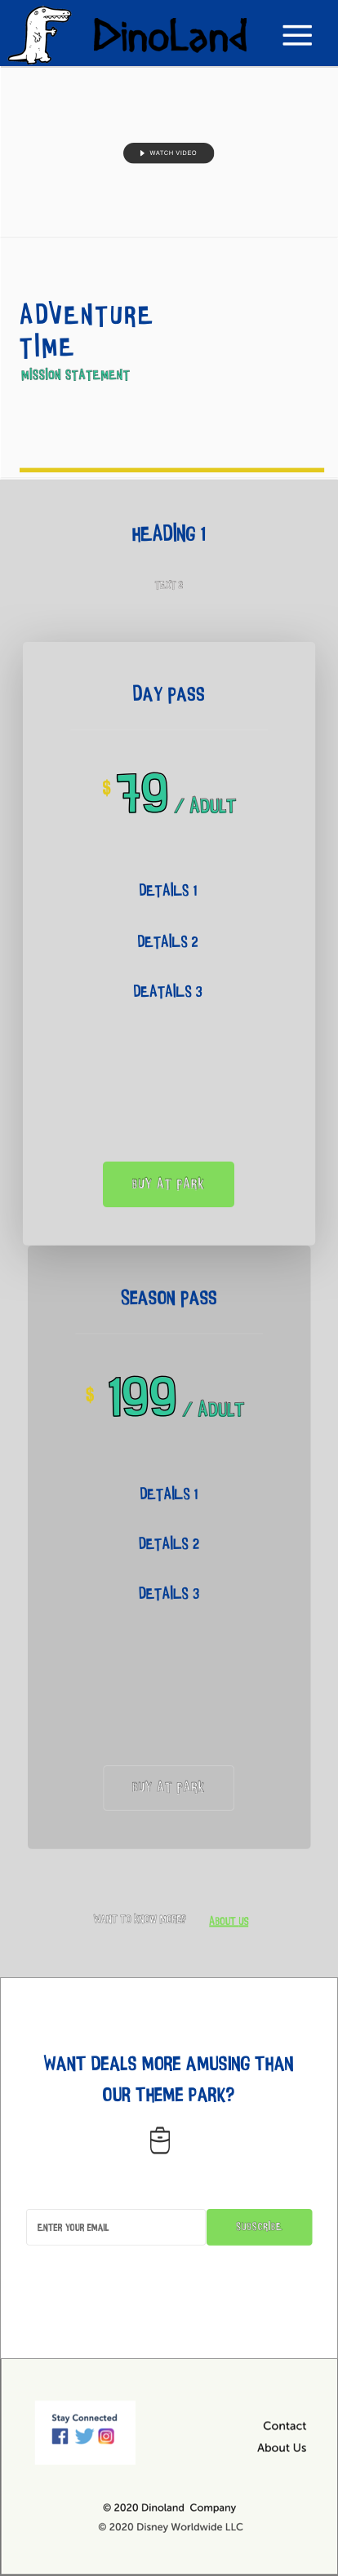 DinoLand
WATCH VIDEO
ADVENTURE
TIME
MISSION STATEMENT
HEADING 1
TEXT 3
DAY PASS
$ 79 / ADULT
DETAILS 1
DETAILS 2
DEATAILS 3
BUY AT PARK
SEASON PASS
$ 199 / ADULT
DETAILS 1
DETAILS 2
DETAILS 3
BUY AT PARK
WANT TO KNOW MORE?
ABOUT US
WANT DEALS MORE AMUSING THAN
OUR THEME PARK?
ENTER YOUR EMAIL
SUBSCRIBE
Stay Connected
Contact
About Us
© 2020 Dinoland Company
© 2020 Disney Worldwide LLC